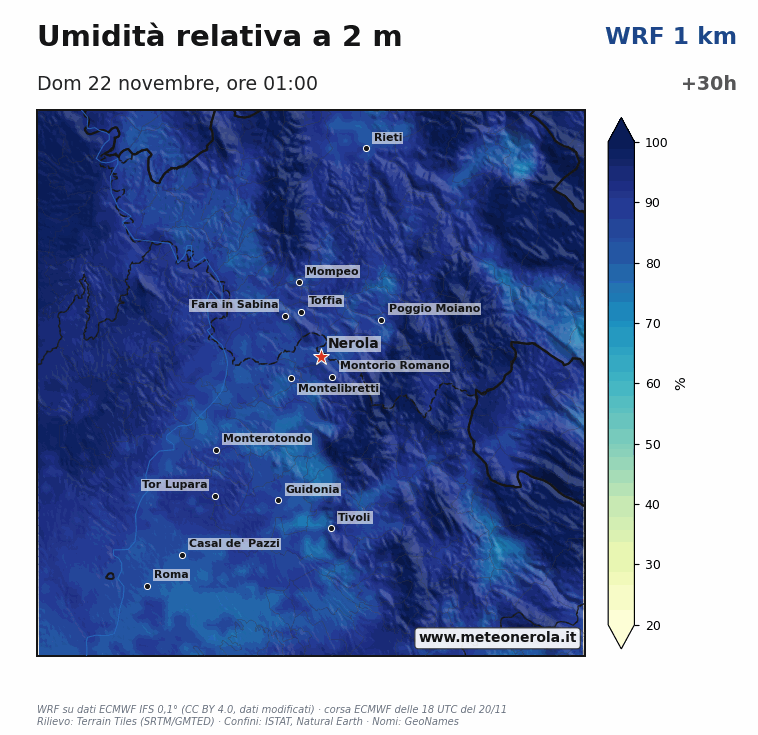 Umidità relativa a 2 m
WRF 1 km
Dom 22 novembre, ore 01:00
+30h
Rieti
Mompeo
Fara in Sabina
Toffia
Poggio Moiano
Nerola
Montorio Romano
Montelibretti
Monterotondo
Tor Lupara
Guidonia
Tivoli
Casal de' Pazzi
Roma
www.meteonerola.it
100
90
80
70
60
50
40
30
20
%
WRF su dati ECMWF IFS 0,1° (CC BY 4.0, dati modificati) · corsa ECMWF delle 18 UTC del 20/11
Rilievo: Terrain Tiles (SRTM/GMTED) · Confini: ISTAT, Natural Earth · Nomi: GeoNames